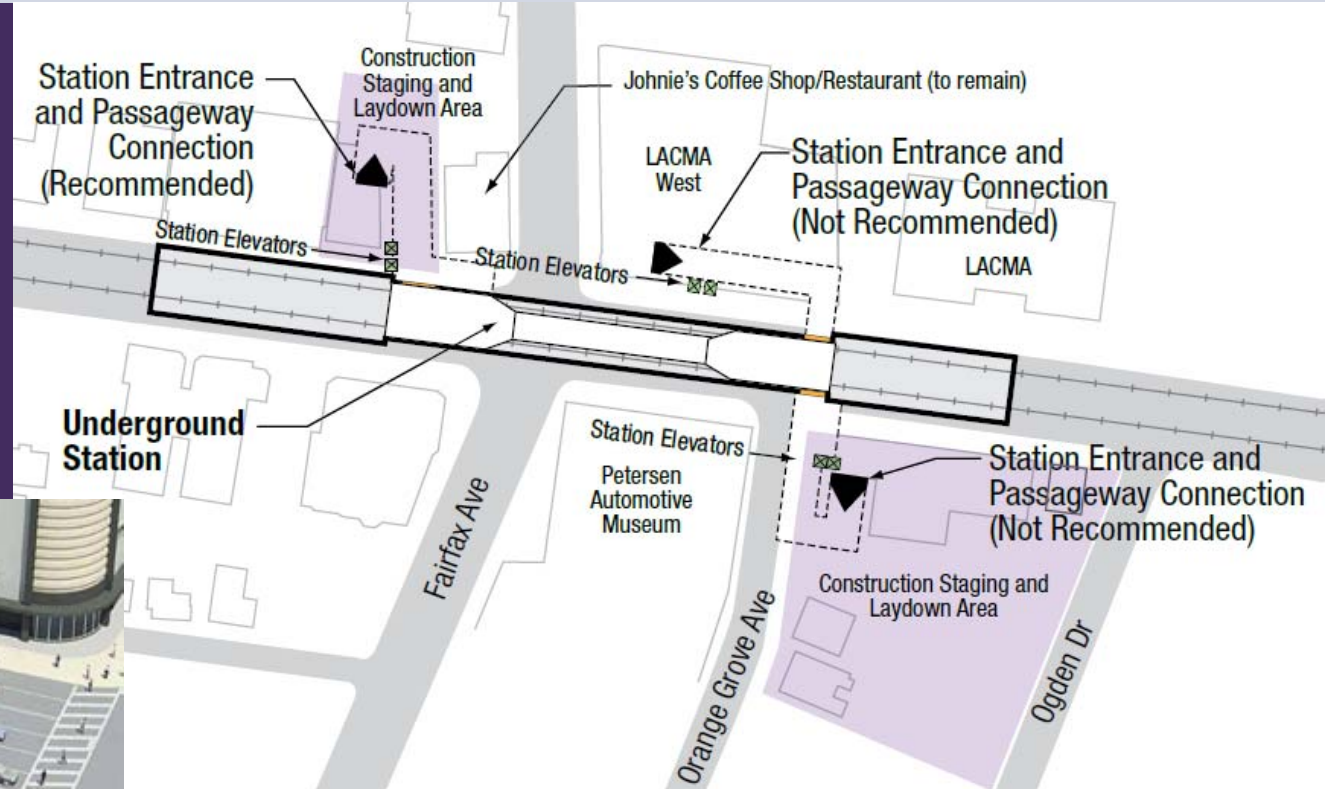 Station Entrance
and Passageway
Connection
(Recommended)
Construction
Staging and
Laydown Area
Johnie's Coffee Shop/Restaurant (to remain)
LACMA
West
Station Entrance and
Passageway Connection
(Not Recommended)
LACMA
Station Elevators
Station Elevators
Underground
Station
Station Elevators
Petersen
Automotive
Museum
Station Entrance and
Passageway Connection
(Not Recommended)
Construction Staging and
Laydown Area
Fairfax Ave
Orange Grove Ave
Ogden Dr